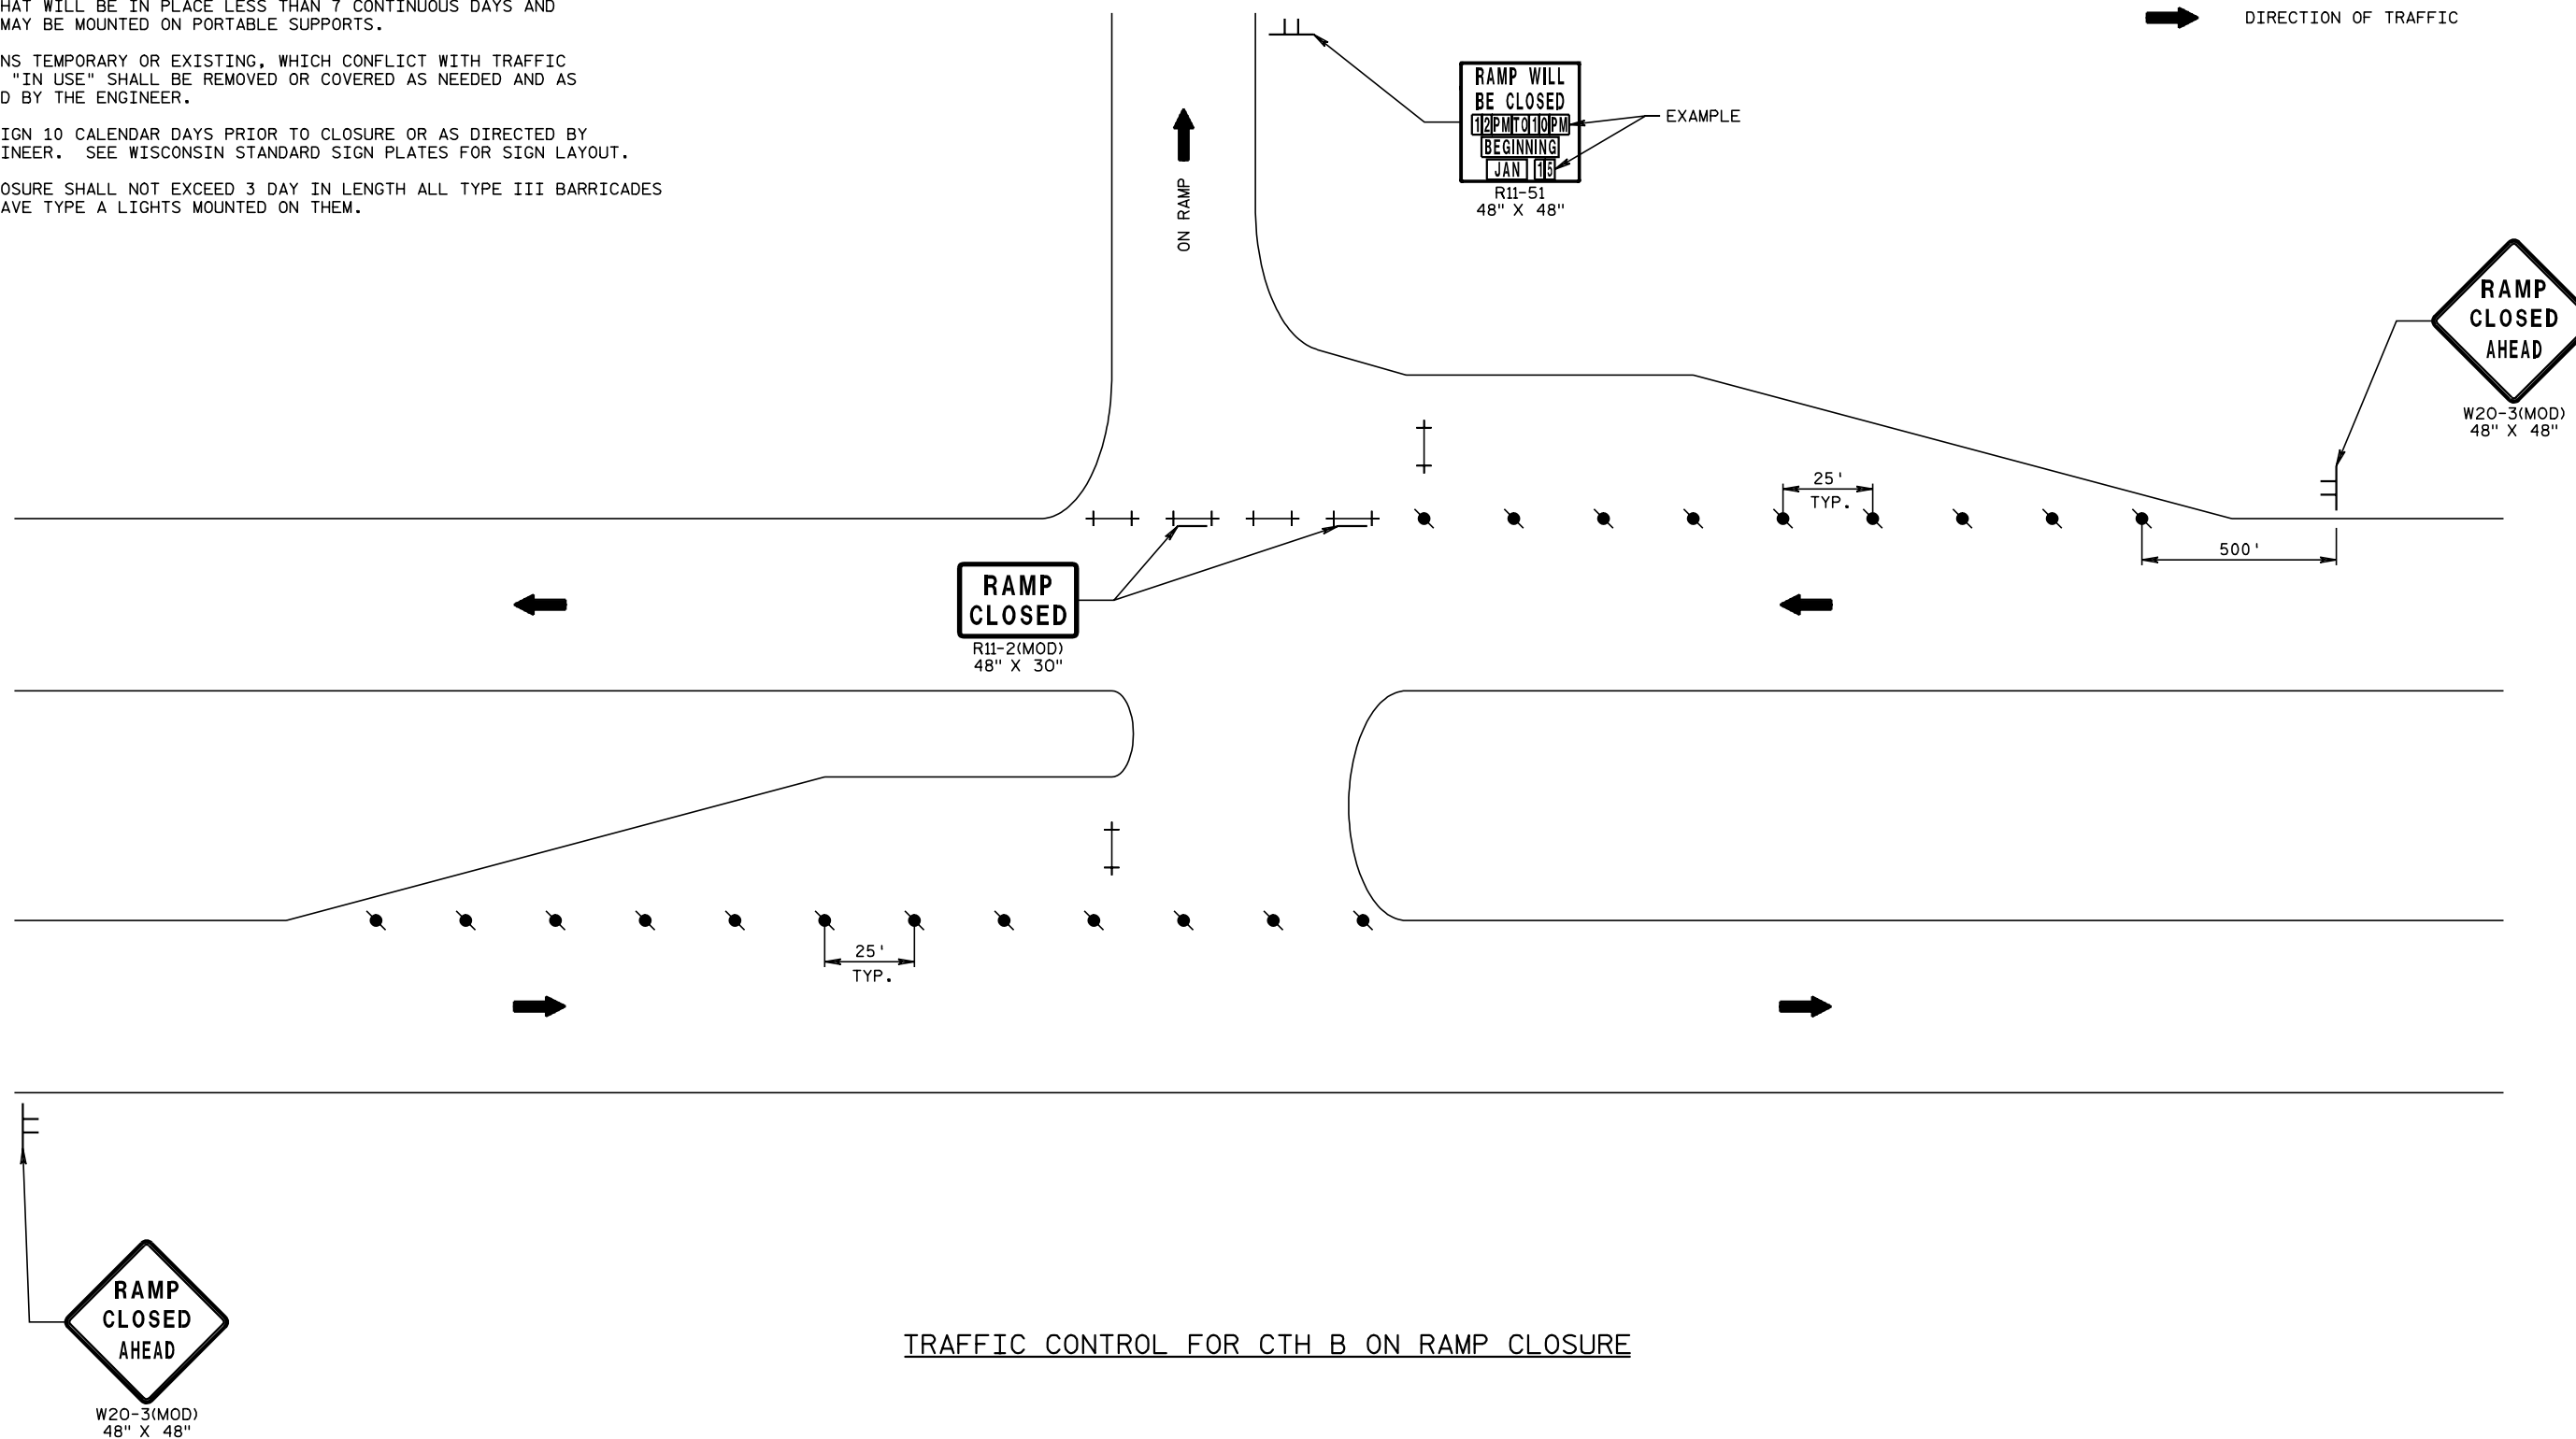 HAT WILL BE IN PLACE LESS THAN 7 CONTINUOUS DAYS AND
MAY BE MOUNTED ON PORTABLE SUPPORTS.
NS TEMPORARY OR EXISTING, WHICH CONFLICT WITH TRAFFIC
"IN USE" SHALL BE REMOVED OR COVERED AS NEEDED AND AS
D BY THE ENGINEER.
IGN 10 CALENDAR DAYS PRIOR TO CLOSURE OR AS DIRECTED BY
INEER. SEE WISCONSIN STANDARD SIGN PLATES FOR SIGN LAYOUT.
OSURE SHALL NOT EXCEED 3 DAY IN LENGTH ALL TYPE III BARRICADES
AVE TYPE A LIGHTS MOUNTED ON THEM.
DIRECTION OF TRAFFIC
RAMP WILL
BE CLOSED
12PMTO10PM
BEGINNING
JAN 15
R11-51
48" X 48"
EXAMPLE
ON RAMP
RAMP
CLOSED
AHEAD
W20-3(MOD)
48" X 48"
25'
TYP.
500'
RAMP
CLOSED
R11-2(MOD)
48" X 30"
25'
TYP.
RAMP
CLOSED
AHEAD
W20-3(MOD)
48" X 48"
TRAFFIC CONTROL FOR CTH B ON RAMP CLOSURE